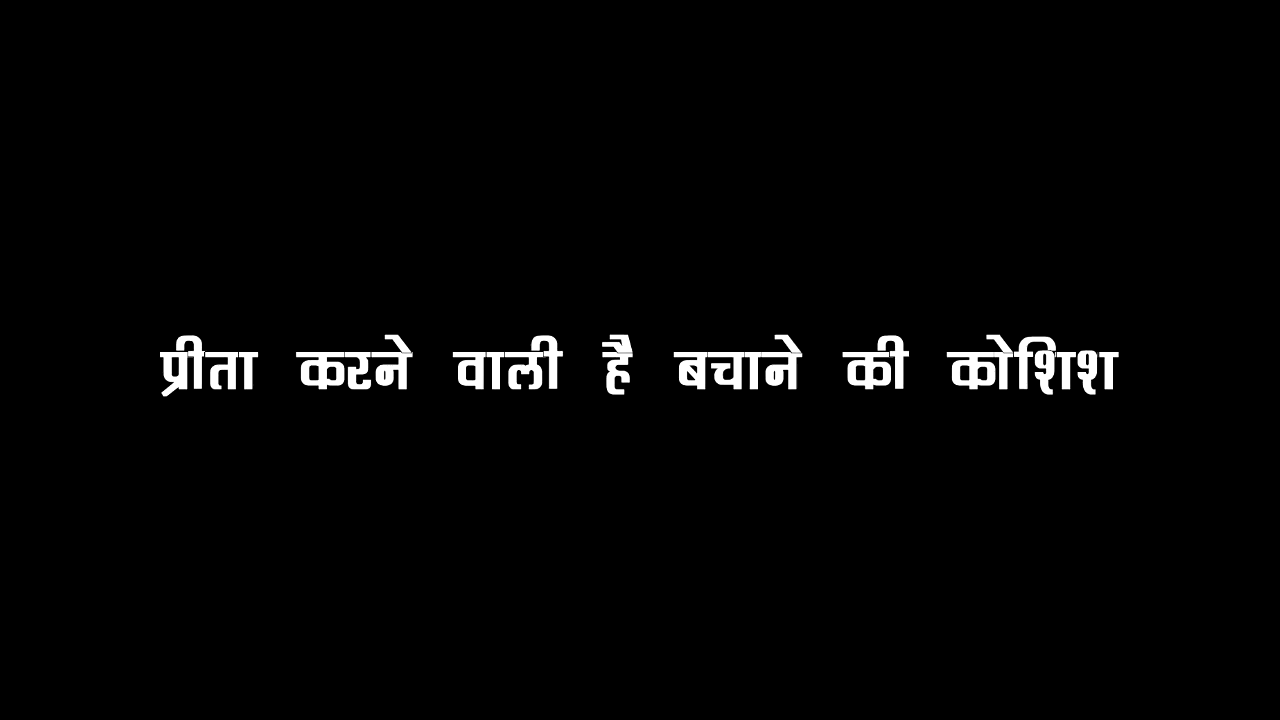 प्रीता करने वाली है बचाने की कोशिश